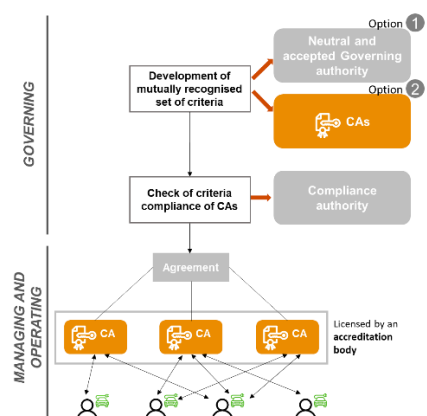 Option 1
Neutral and
accepted Governing
authority
Development of
mutually recognised
set of criteria
Option 2
CAs
GOVERNING
Check of criteria
compliance of CAs
Compliance
authority
Agreement
MANAGING AND
OPERATING
CA
CA
CA
Licensed by an
accreditation
body